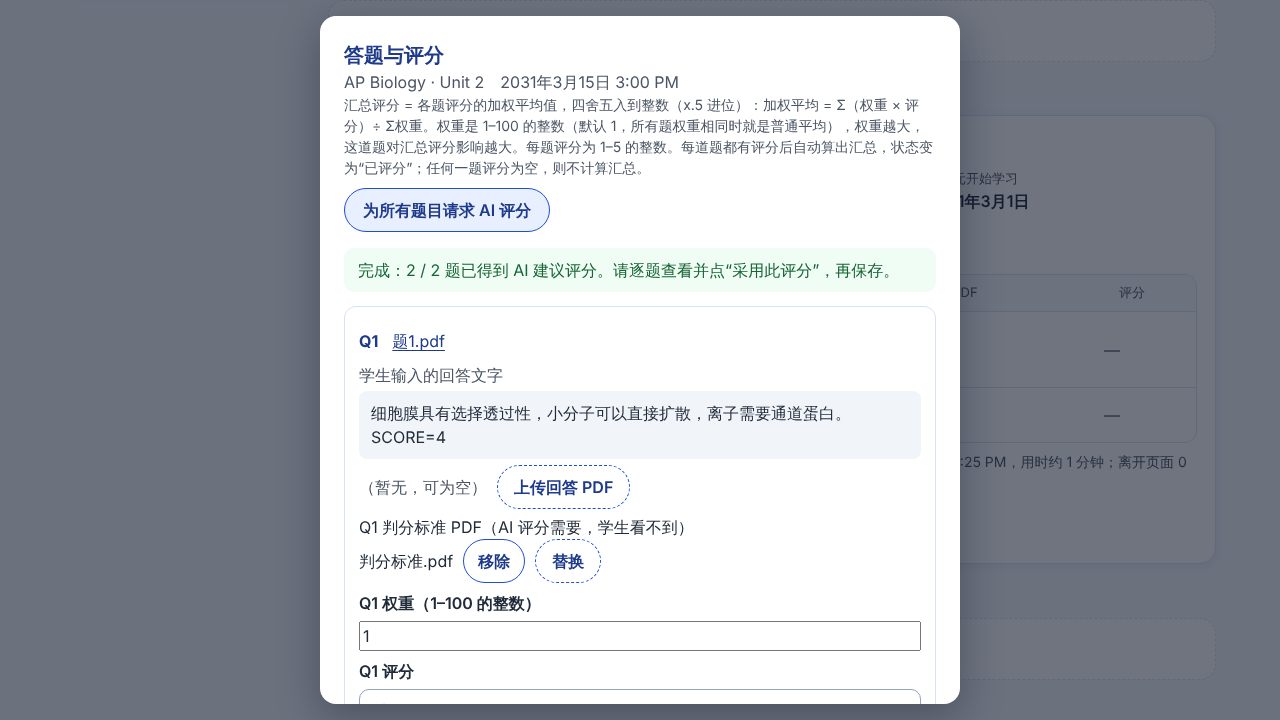 答题与评分
AP Biology · Unit 2 2031年3月15日 3:00 PM
汇总评分 = 各题评分的加权平均值，四舍五入到整数（x.5 进位）：加权平均 = Σ（权重 × 评
分）÷ Σ权重。权重是 1–100 的整数（默认 1，所有题权重相同时就是普通平均），权重越大，
这道题对汇总评分影响越大。每题评分为 1–5 的整数。每道题都有评分后自动算出汇总，状态变
为“已评分”；任何一题评分为空，则不计算汇总。
为所有题目请求 AI 评分
完成：2 / 2 题已得到 AI 建议评分。请逐题查看并点“采用此评分”，再保存。
Q1 题1.pdf
学生输入的回答文字
细胞膜具有选择透过性，小分子可以直接扩散，离子需要通道蛋白。
SCORE=4
（暂无，可为空） 上传回答 PDF
Q1 判分标准 PDF（AI 评分需要，学生看不到）
判分标准.pdf 移除 替换
Q1 权重（1–100 的整数）
1
Q1 评分
开始学习
1年3月1日
DF 评分
—
—
:25 PM，用时约 1 分钟；离开页面 0